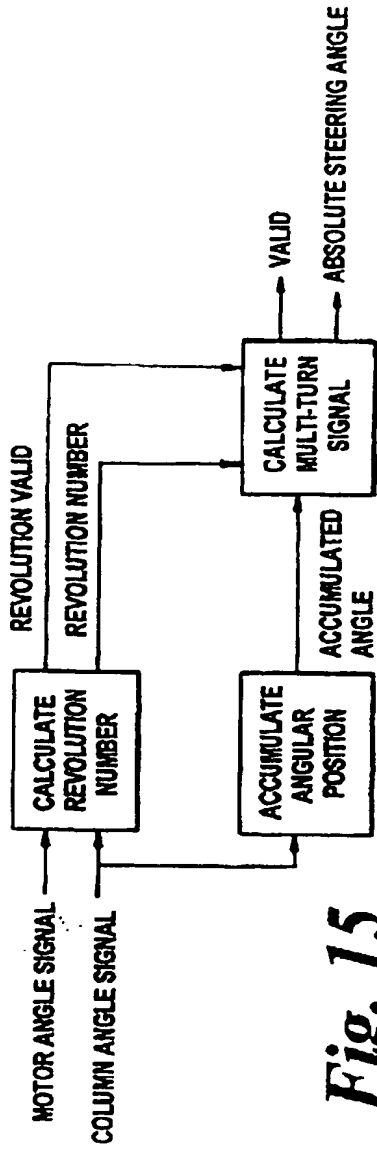 MOTOR ANGLE SIGNAL
COLUMN ANGLE SIGNAL
CALCULATE
REVOLUTION
NUMBER
REVOLUTION VALID
REVOLUTION NUMBER
ACCUMULATE
ANGULAR
POSITION
ACCUMULATED
ANGLE
CALCULATE
MULTI-TURN
SIGNAL
VALID
ABSOLUTE STEERING ANGLE
Fig. 15